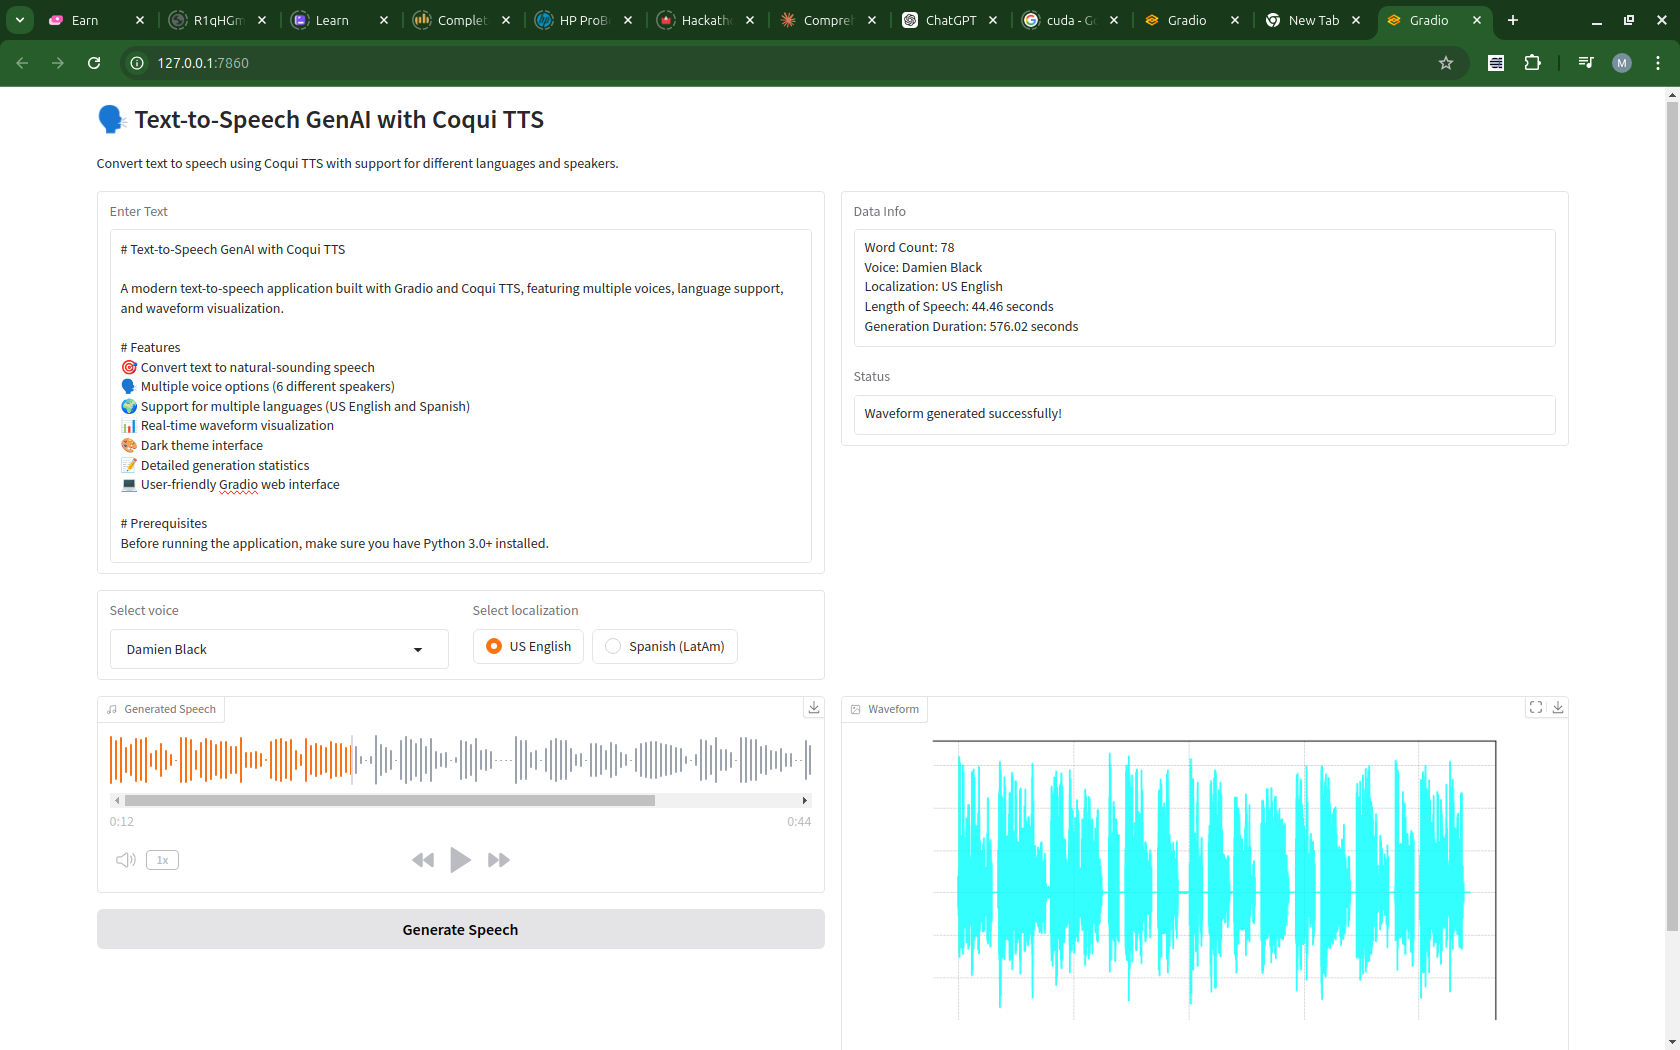 Earn
R1qHGm
Learn
Complet
HP ProB
Hackath
Compreh
ChatGPT
cuda - Go
Gradio
New Tab
Gradio
127.0.0.1:7860
M
🗣️ Text-to-Speech GenAI with Coqui TTS
Convert text to speech using Coqui TTS with support for different languages and speakers.
Enter Text
# Text-to-Speech GenAI with Coqui TTS
A modern text-to-speech application built with Gradio and Coqui TTS, featuring multiple voices, language support,
and waveform visualization.
# Features
🎯 Convert text to natural-sounding speech
🗣️ Multiple voice options (6 different speakers)
🌍 Support for multiple languages (US English and Spanish)
📊 Real-time waveform visualization
🎨 Dark theme interface
📝 Detailed generation statistics
💻 User-friendly Gradio web interface
# Prerequisites
Before running the application, make sure you have Python 3.0+ installed.
Data Info
Word Count: 78
Voice: Damien Black
Localization: US English
Length of Speech: 44.46 seconds
Generation Duration: 576.02 seconds
Status
Waveform generated successfully!
Select voice
Damien Black
Select localization
US English
Spanish (LatAm)
Generated Speech
0:12
0:44
1x
Generate Speech
Waveform